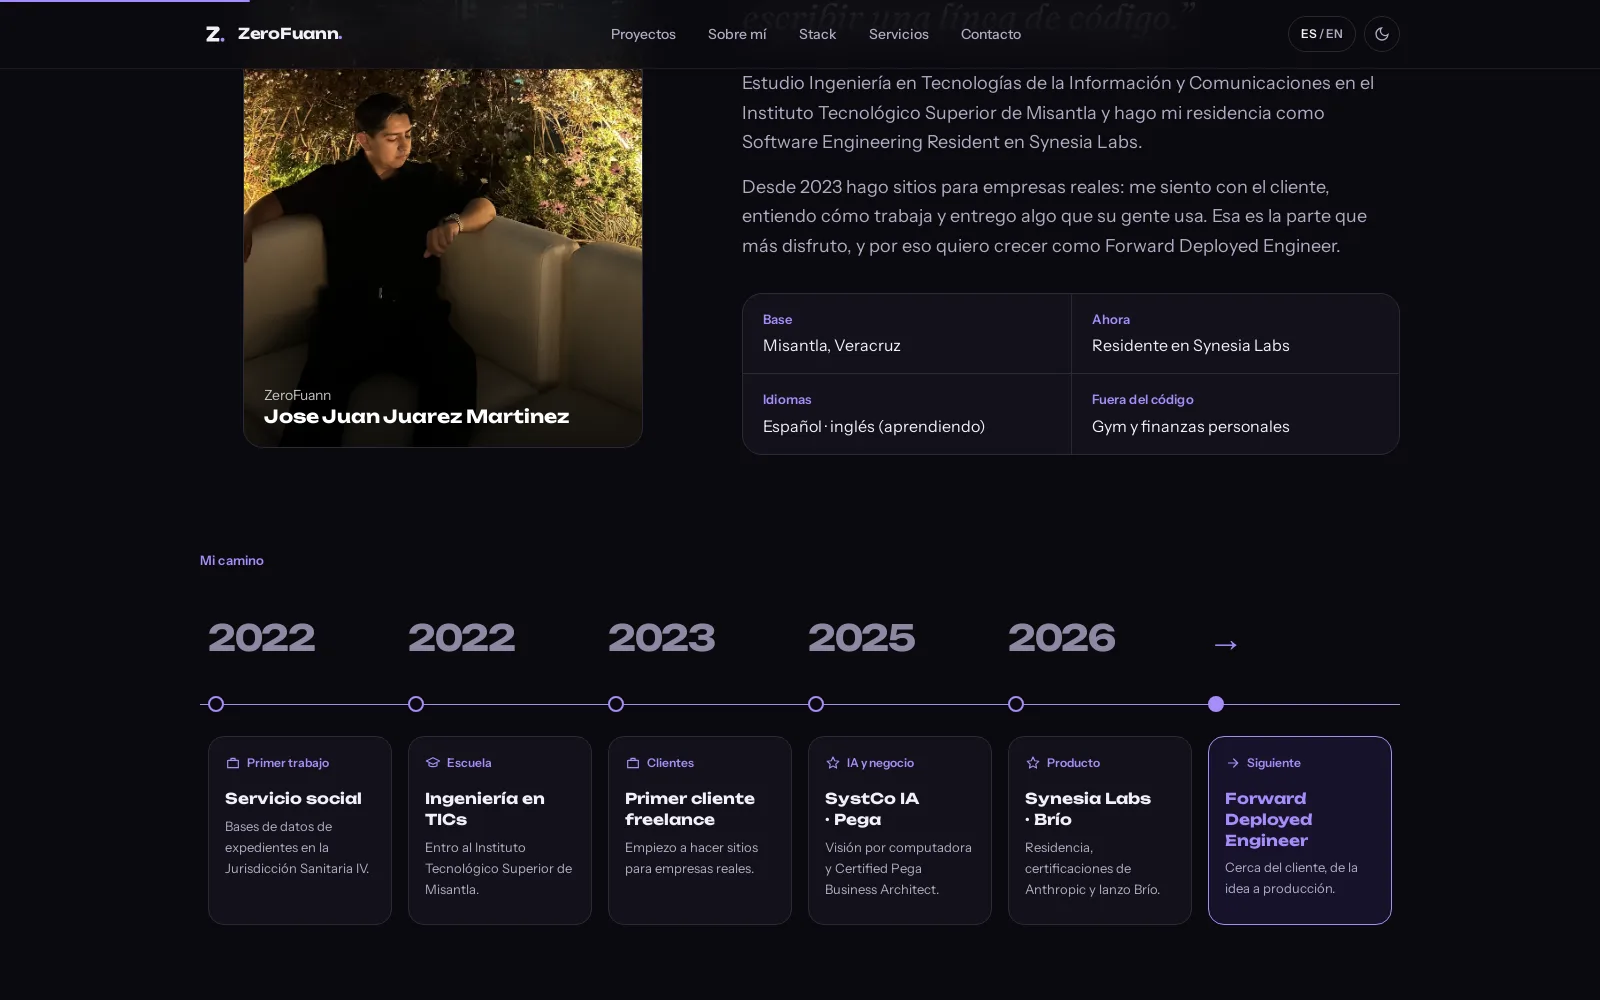 Z. ZeroFuann.
Proyectos
Sobre mí
Stack
Servicios
Contacto
ES / EN
escribir una línea de código.”
Estudio Ingeniería en Tecnologías de la Información y Comunicaciones en el
Instituto Tecnológico Superior de Misantla y hago mi residencia como
Software Engineering Resident en Synesia Labs.
Desde 2023 hago sitios para empresas reales: me siento con el cliente,
entiendo cómo trabaja y entrego algo que su gente usa. Esa es la parte que
más disfruto, y por eso quiero crecer como Forward Deployed Engineer.
ZeroFuann
Jose Juan Juarez Martinez
Base
Misantla, Veracruz
Ahora
Residente en Synesia Labs
Idiomas
Español · inglés (aprendiendo)
Fuera del código
Gym y finanzas personales
Mi camino
2022
2022
2023
2025
2026
→
Primer trabajo
Servicio social
Bases de datos de
expedientes en la
Jurisdicción Sanitaria IV.
Escuela
Ingeniería en
TICs
Entro al Instituto
Tecnológico Superior de
Misantla.
Clientes
Primer cliente
freelance
Empiezo a hacer sitios
para empresas reales.
IA y negocio
SystCo IA
· Pega
Visión por computadora
y Certified Pega
Business Architect.
Producto
Synesia Labs
· Brío
Residencia,
certificaciones de
Anthropic y lanzo Brío.
Siguiente
Forward
Deployed
Engineer
Cerca del cliente, de la
idea a producción.